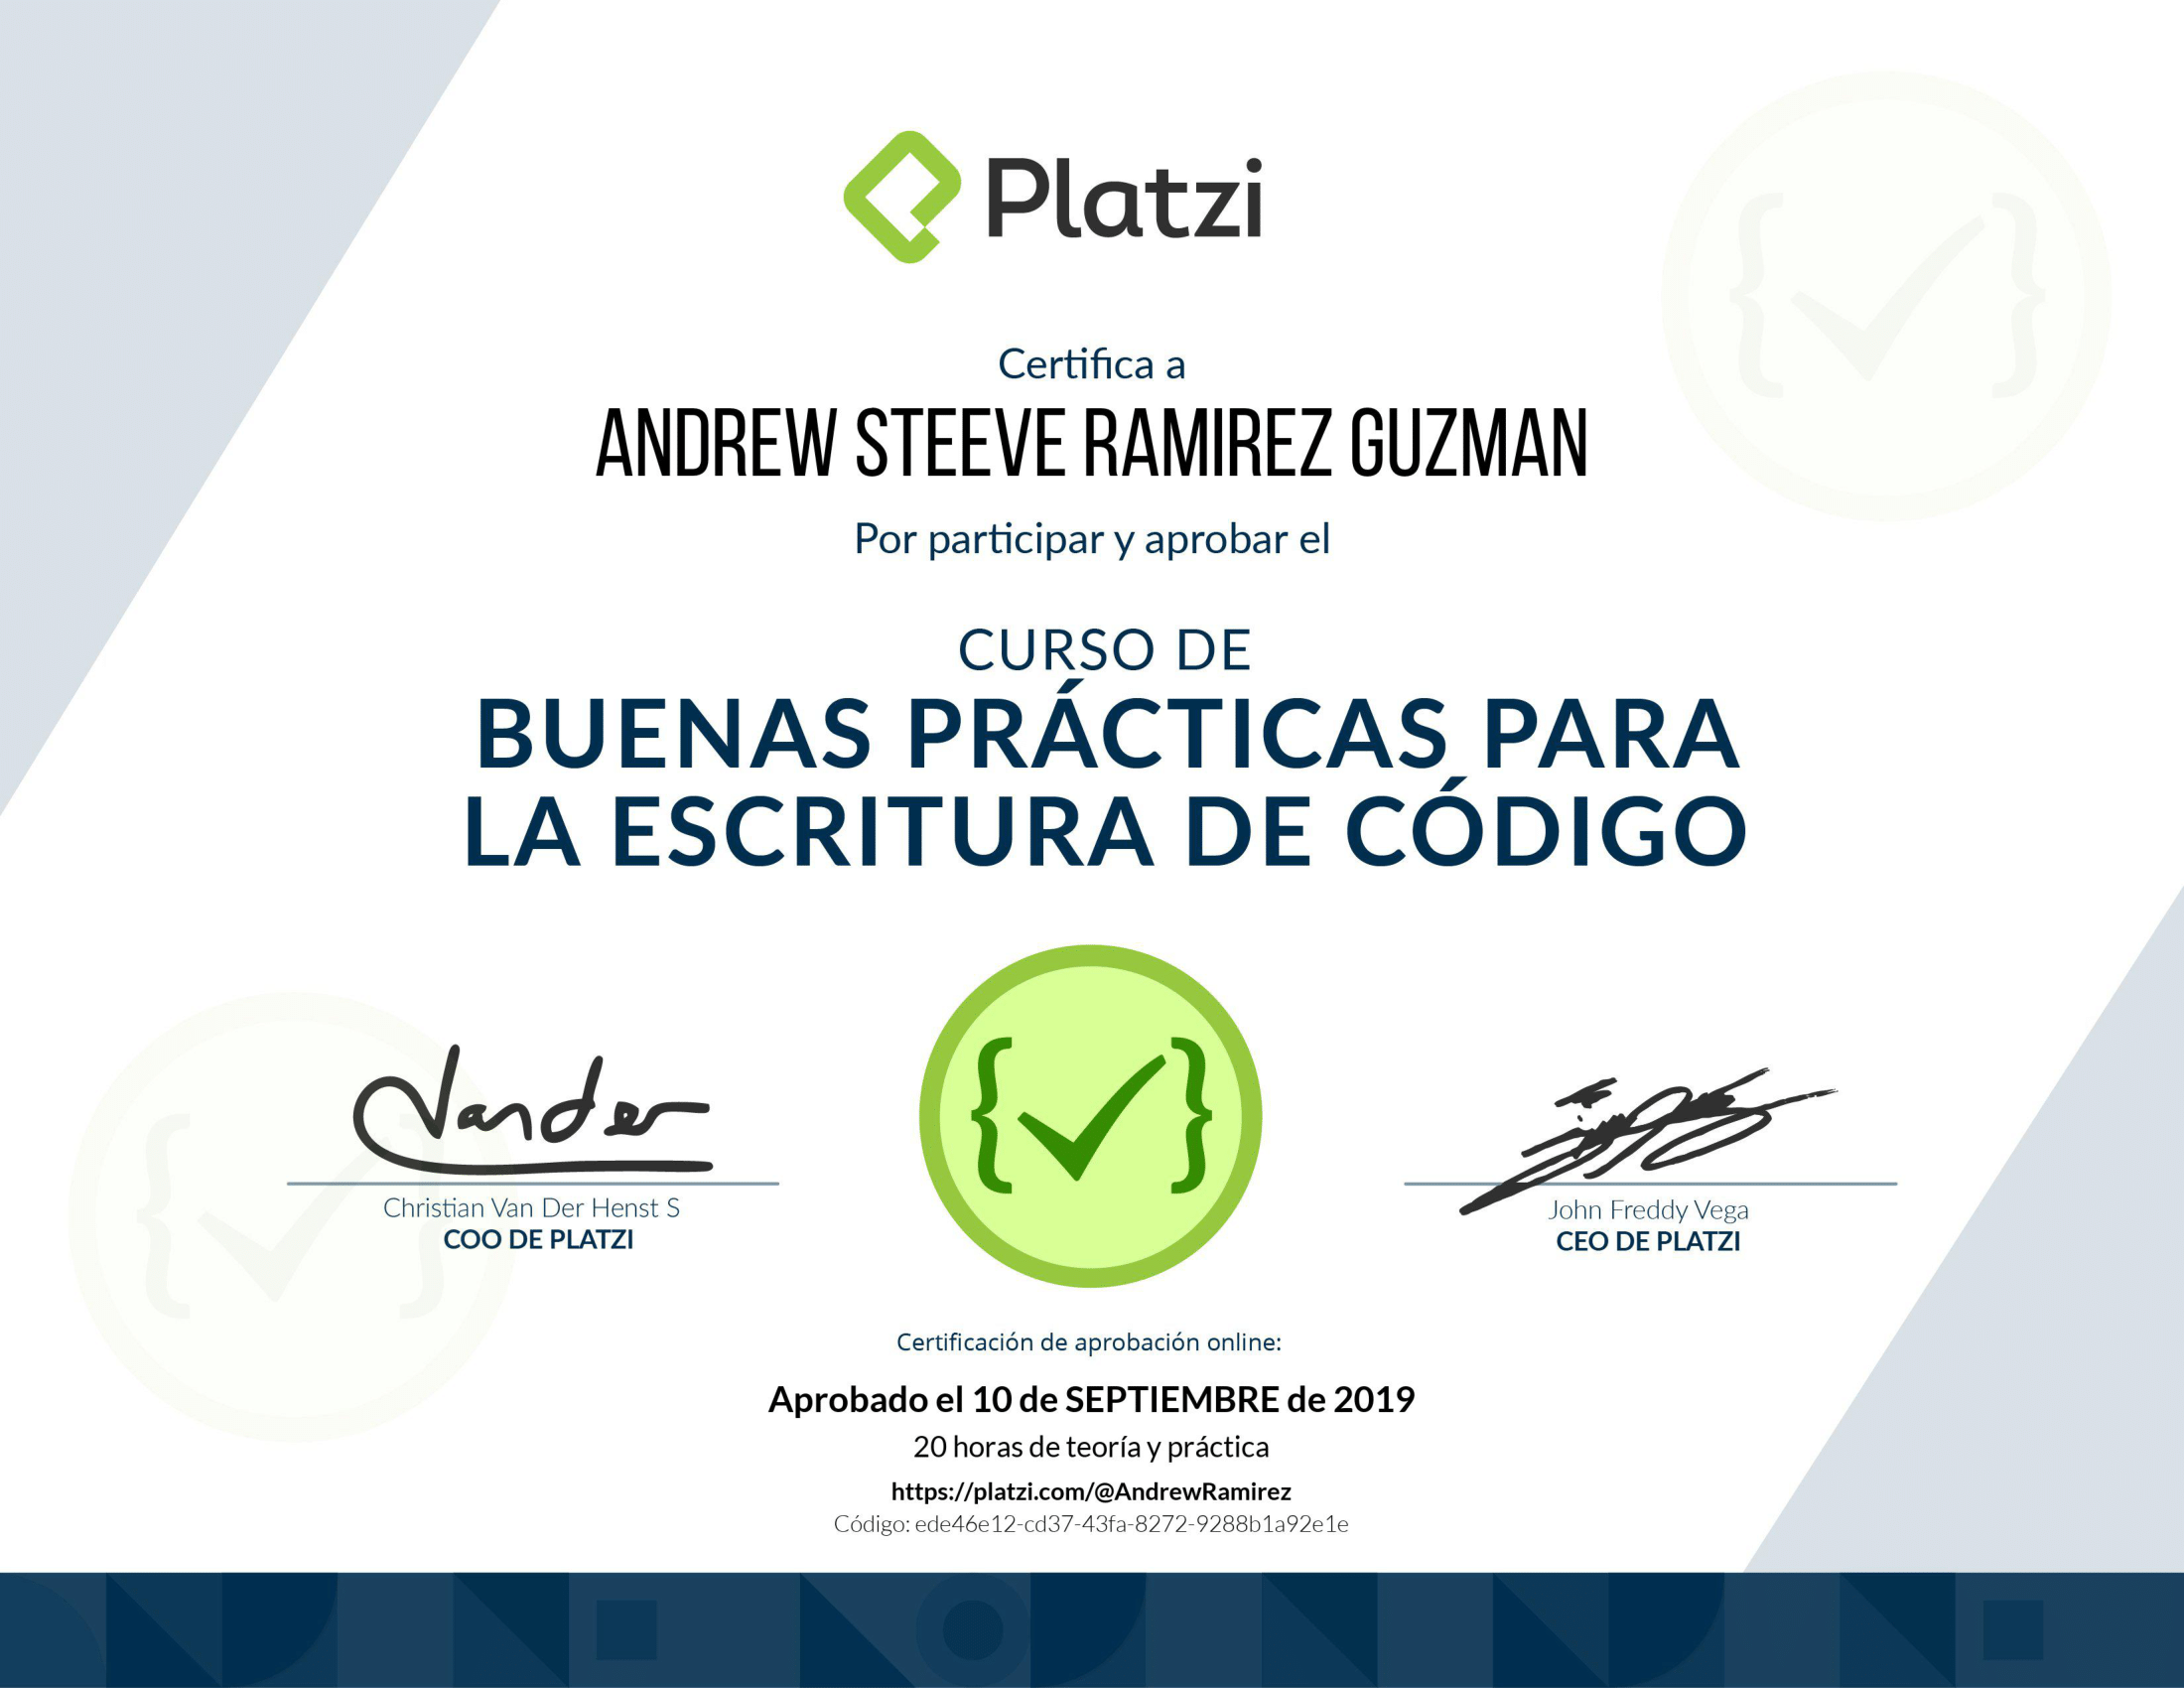 Platzi
Certifica a
ANDREW STEEVE RAMIREZ GUZMAN
Por participar y aprobar el
CURSO DE
BUENAS PRÁCTICAS PARA
LA ESCRITURA DE CÓDIGO
Vander
Christian Van Der Henst S
COO DE PLATZI
{✓}
John Freddy Vega
CEO DE PLATZI
Certificación de aprobación online:
Aprobado el 10 de SEPTIEMBRE de 2019
20 horas de teoría y práctica
https://platzi.com/@AndrewRamirez
Código: ede46e12-cd37-43fa-8272-9288b1a92e1e